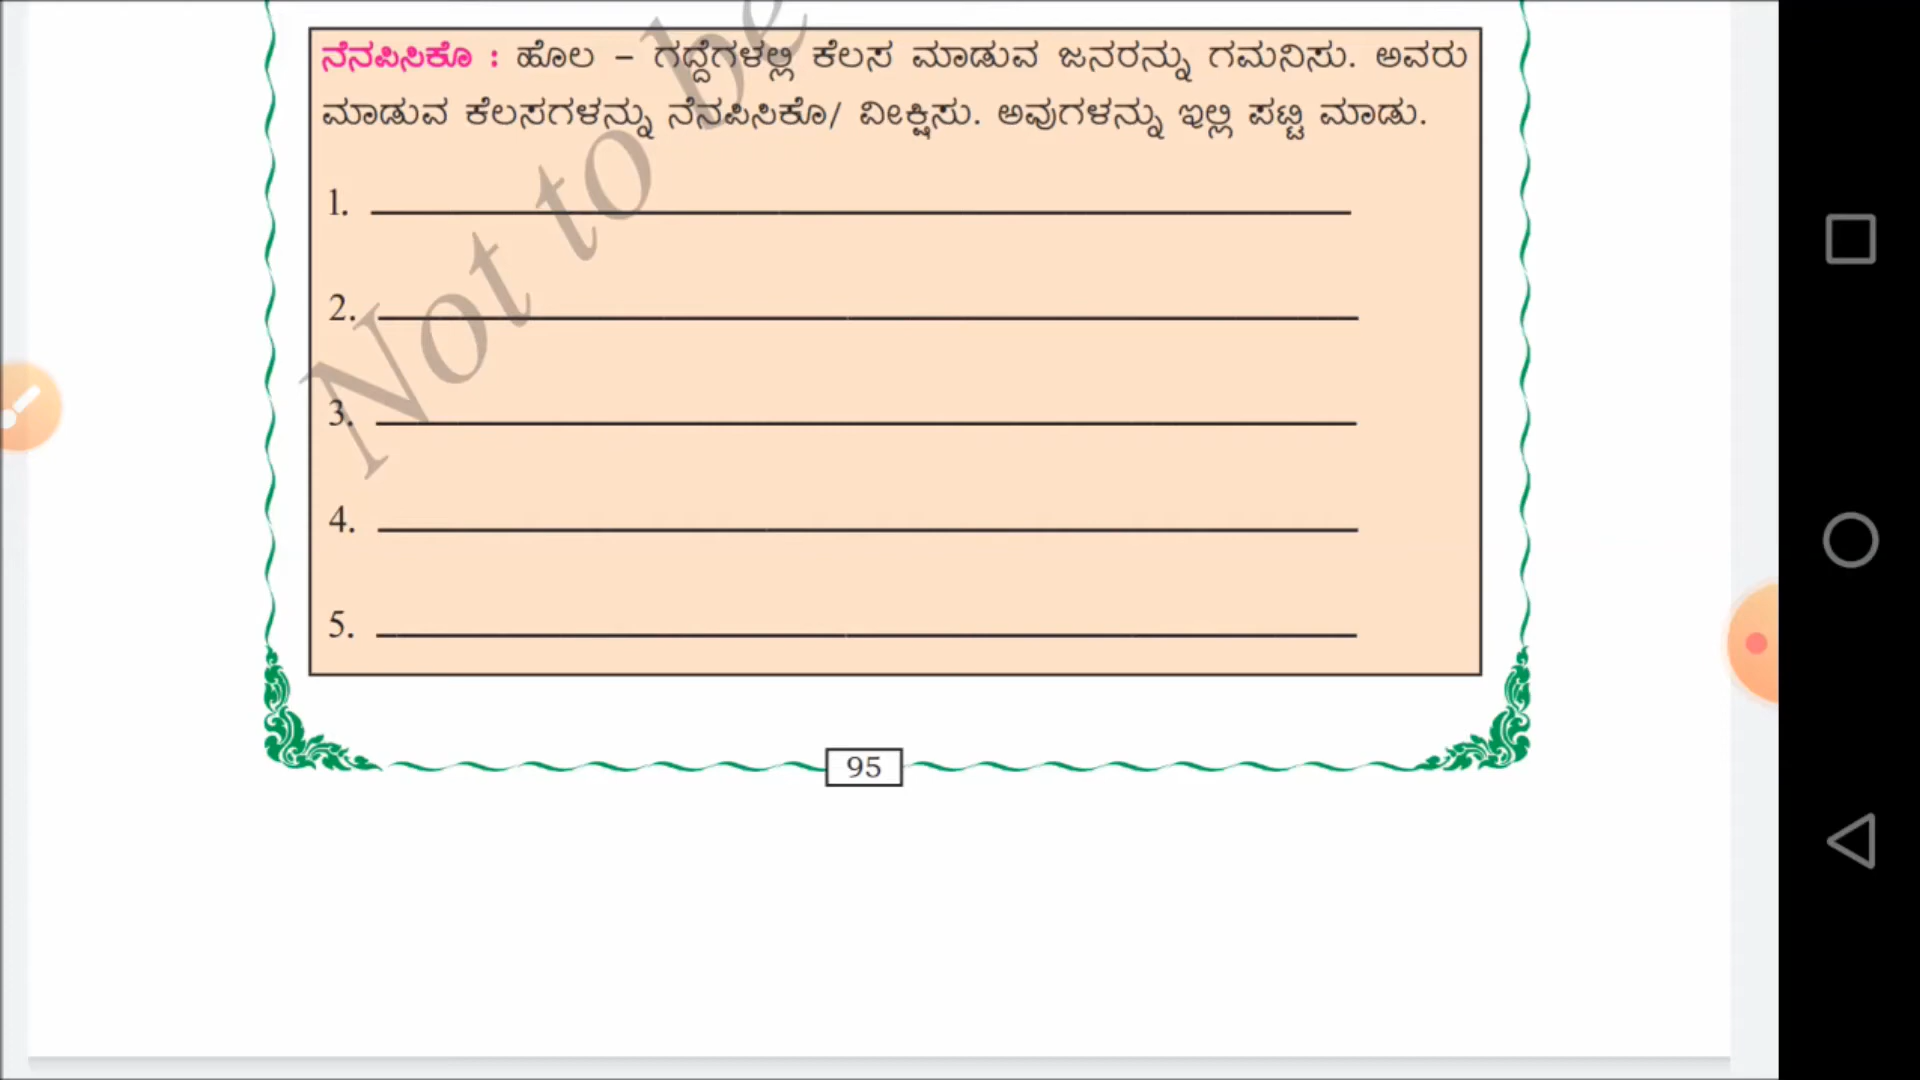 ನೆನಪಿಸಿಕೊ : ಹೊಲ – ಗದ್ದೆಗಳಲ್ಲಿ ಕೆಲಸ ಮಾಡುವ ಜನರನ್ನು ಗಮನಿಸು. ಅವರು
ಮಾಡುವ ಕೆಲಸಗಳನ್ನು ನೆನಪಿಸಿಕೊ/ ವೀಕ್ಷಿಸು. ಅವುಗಳನ್ನು ಇಲ್ಲಿ ಪಟ್ಟಿ ಮಾಡು.
1.
2.
3.
4.
5.
Not to be
95